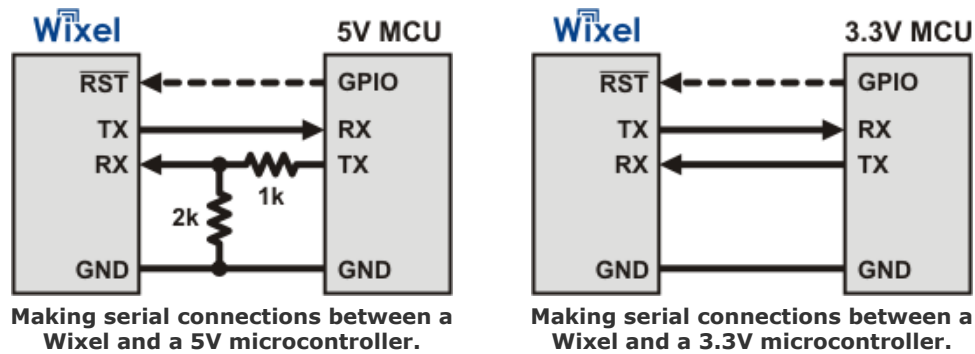 Wixel
5V MCU
RST
GPIO
TX
RX
RX
TX
1k
2k
GND
GND
Making serial connections between a
Wixel and a 5V microcontroller.
Wixel
3.3V MCU
RST
GPIO
TX
RX
RX
TX
GND
GND
Making serial connections between a
Wixel and a 3.3V microcontroller.